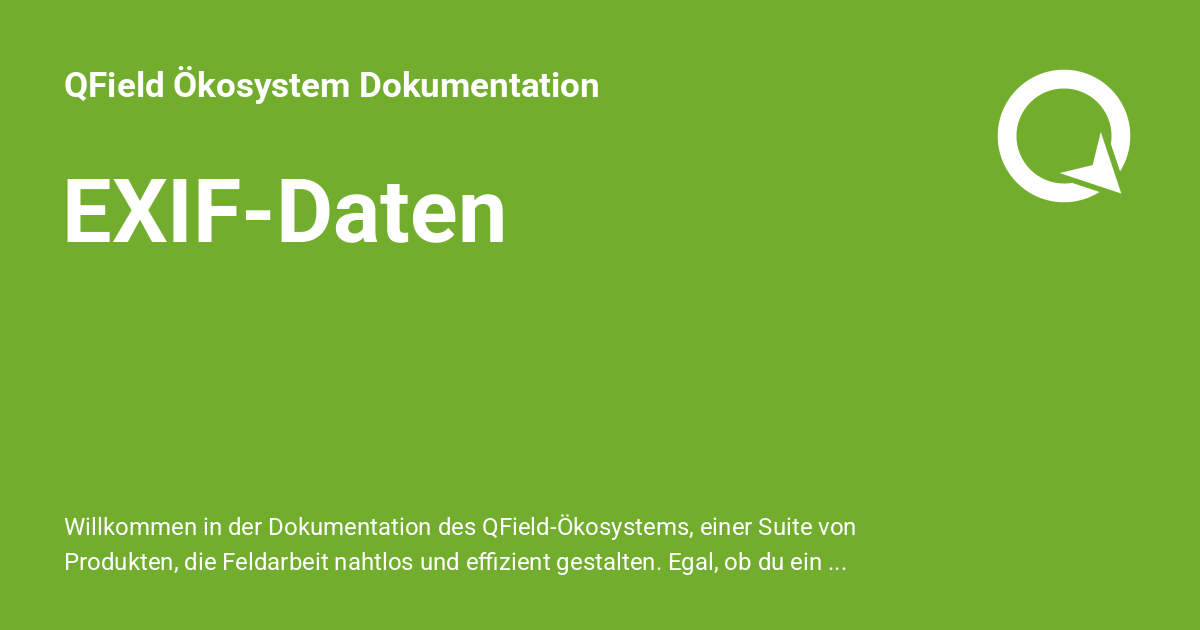 QField Ökosystem Dokumentation
EXIF-Daten
Willkommen in der Dokumentation des QField-Ökosystems, einer Suite von
Produkten, die Feldarbeit nahtlos und effizient gestalten. Egal, ob du ein ...